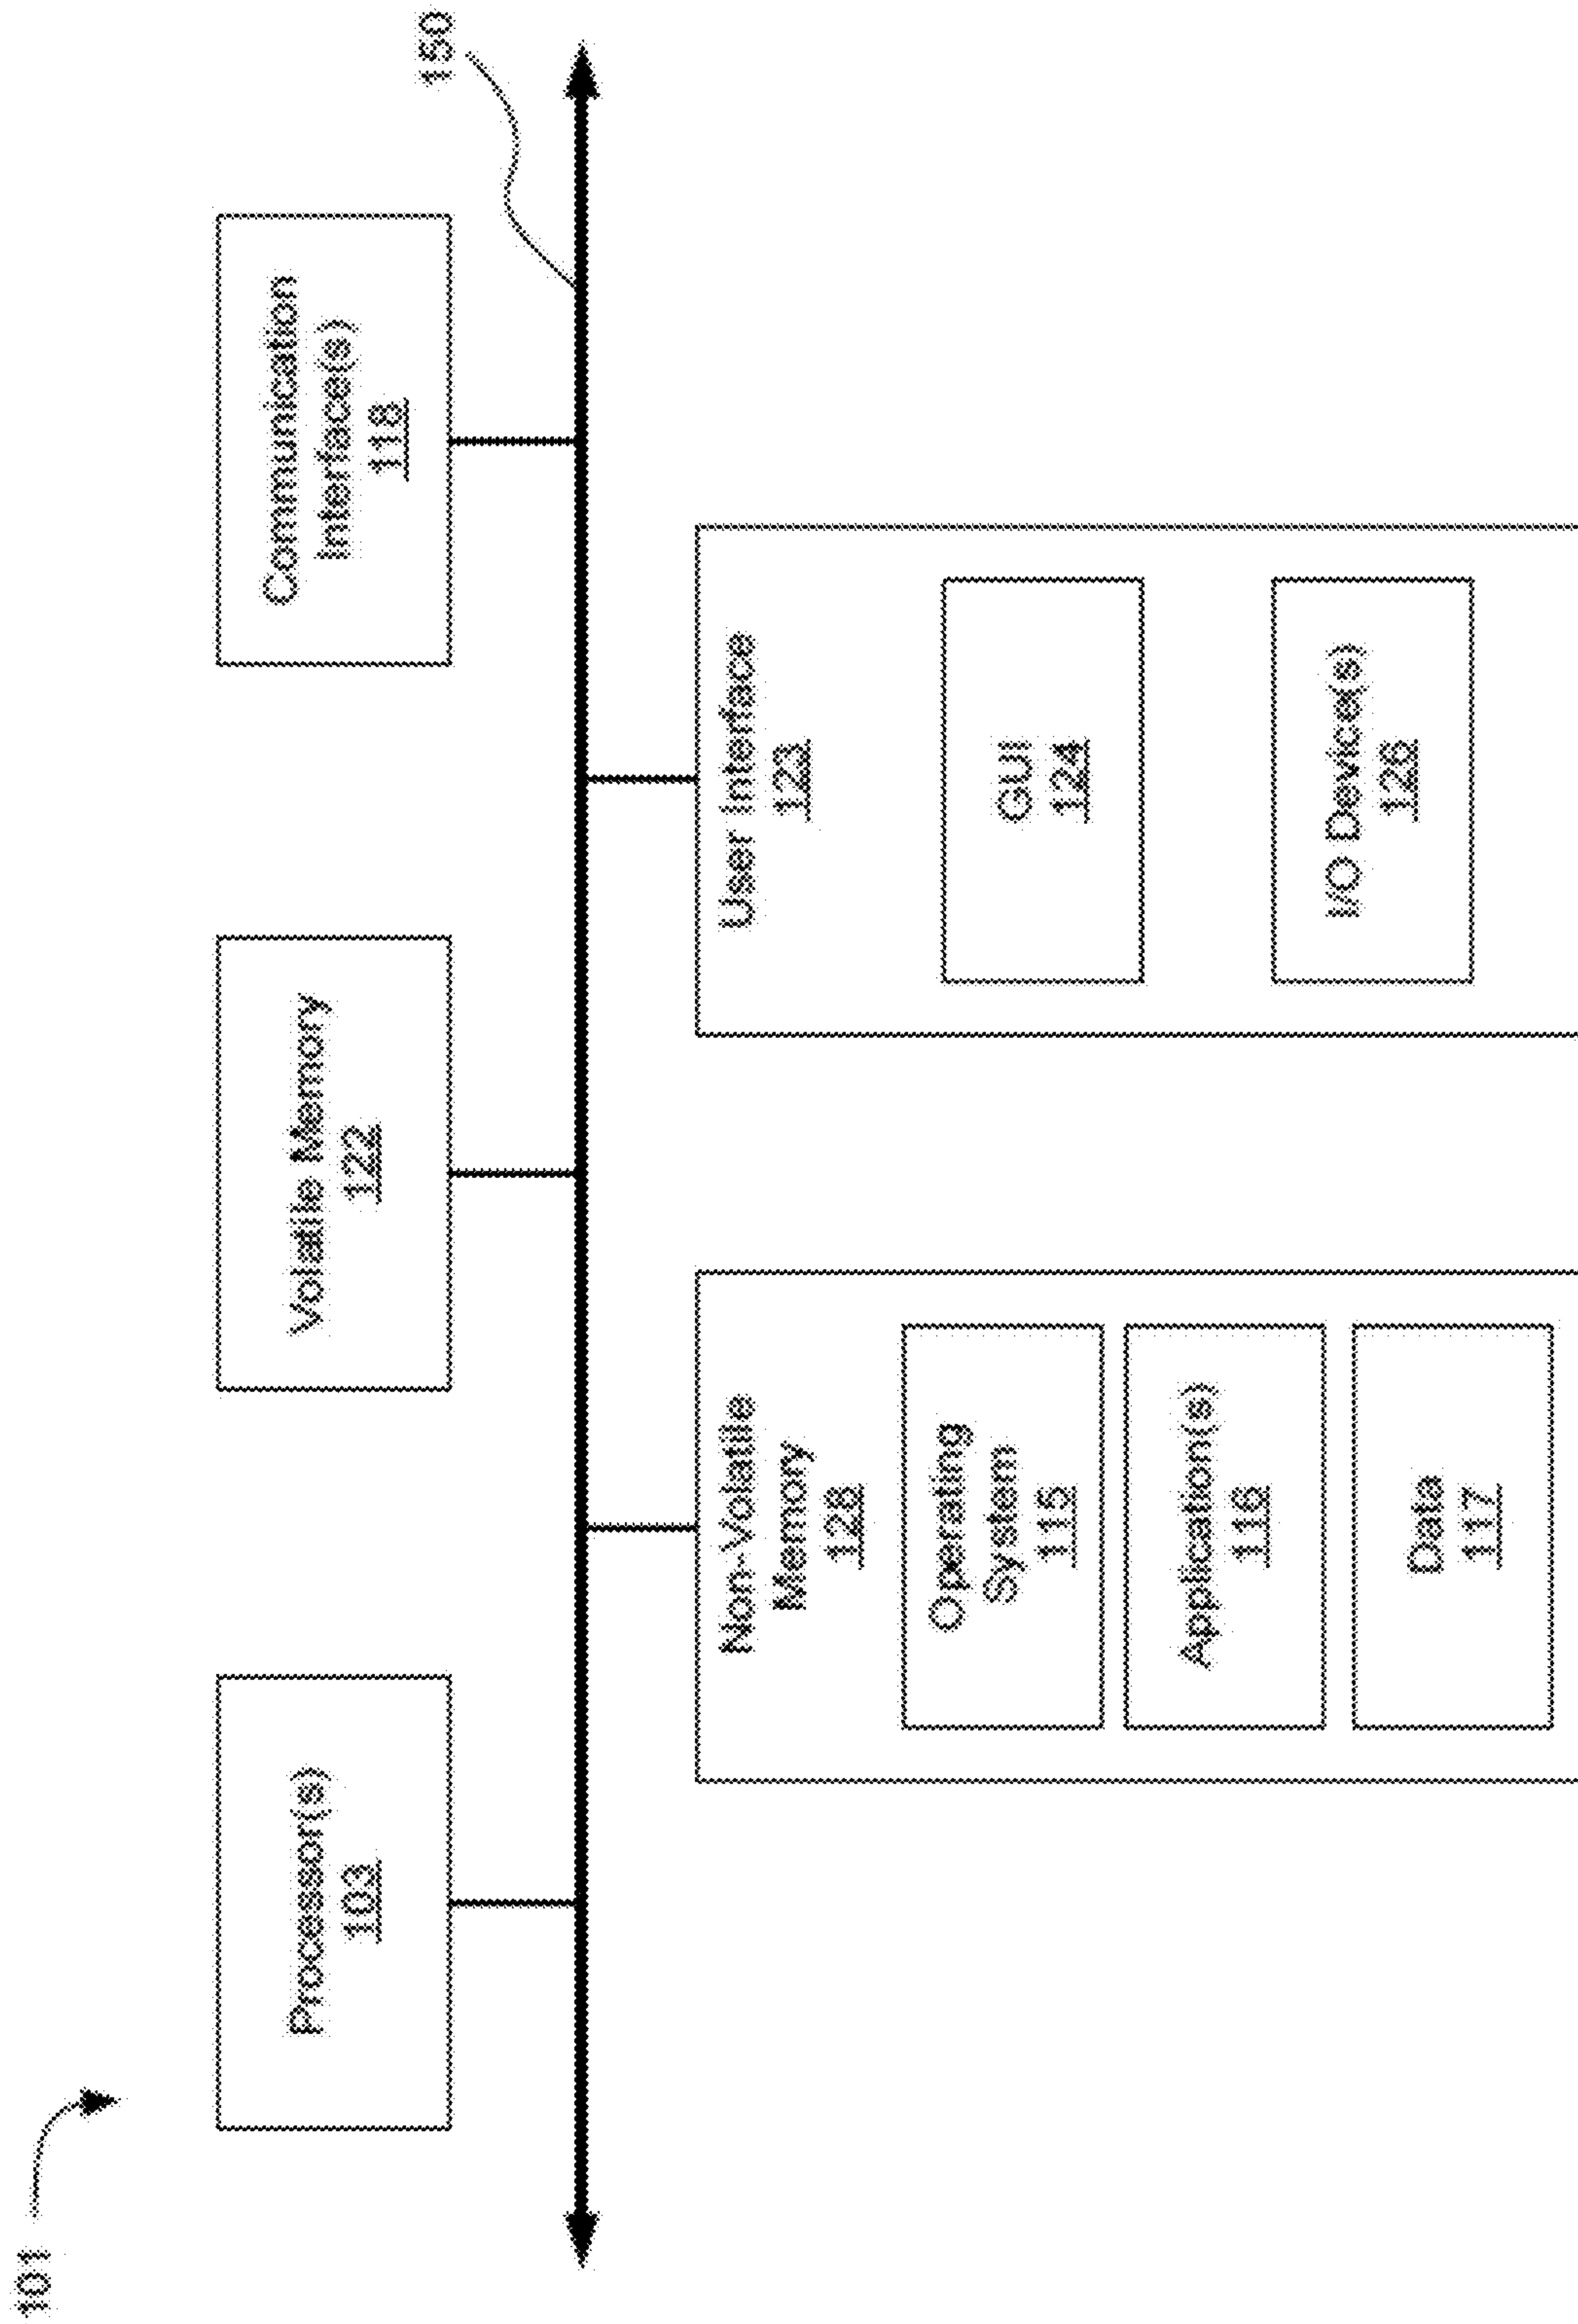 101
Processor(s)
103
Volatile Memory
122
Communication
Interface(s)
118
150
Non-Volatile
Memory
128
Operating
System
115
Application(s)
116
Data
117
User Interface
123
GUI
124
I/O Device(s)
126